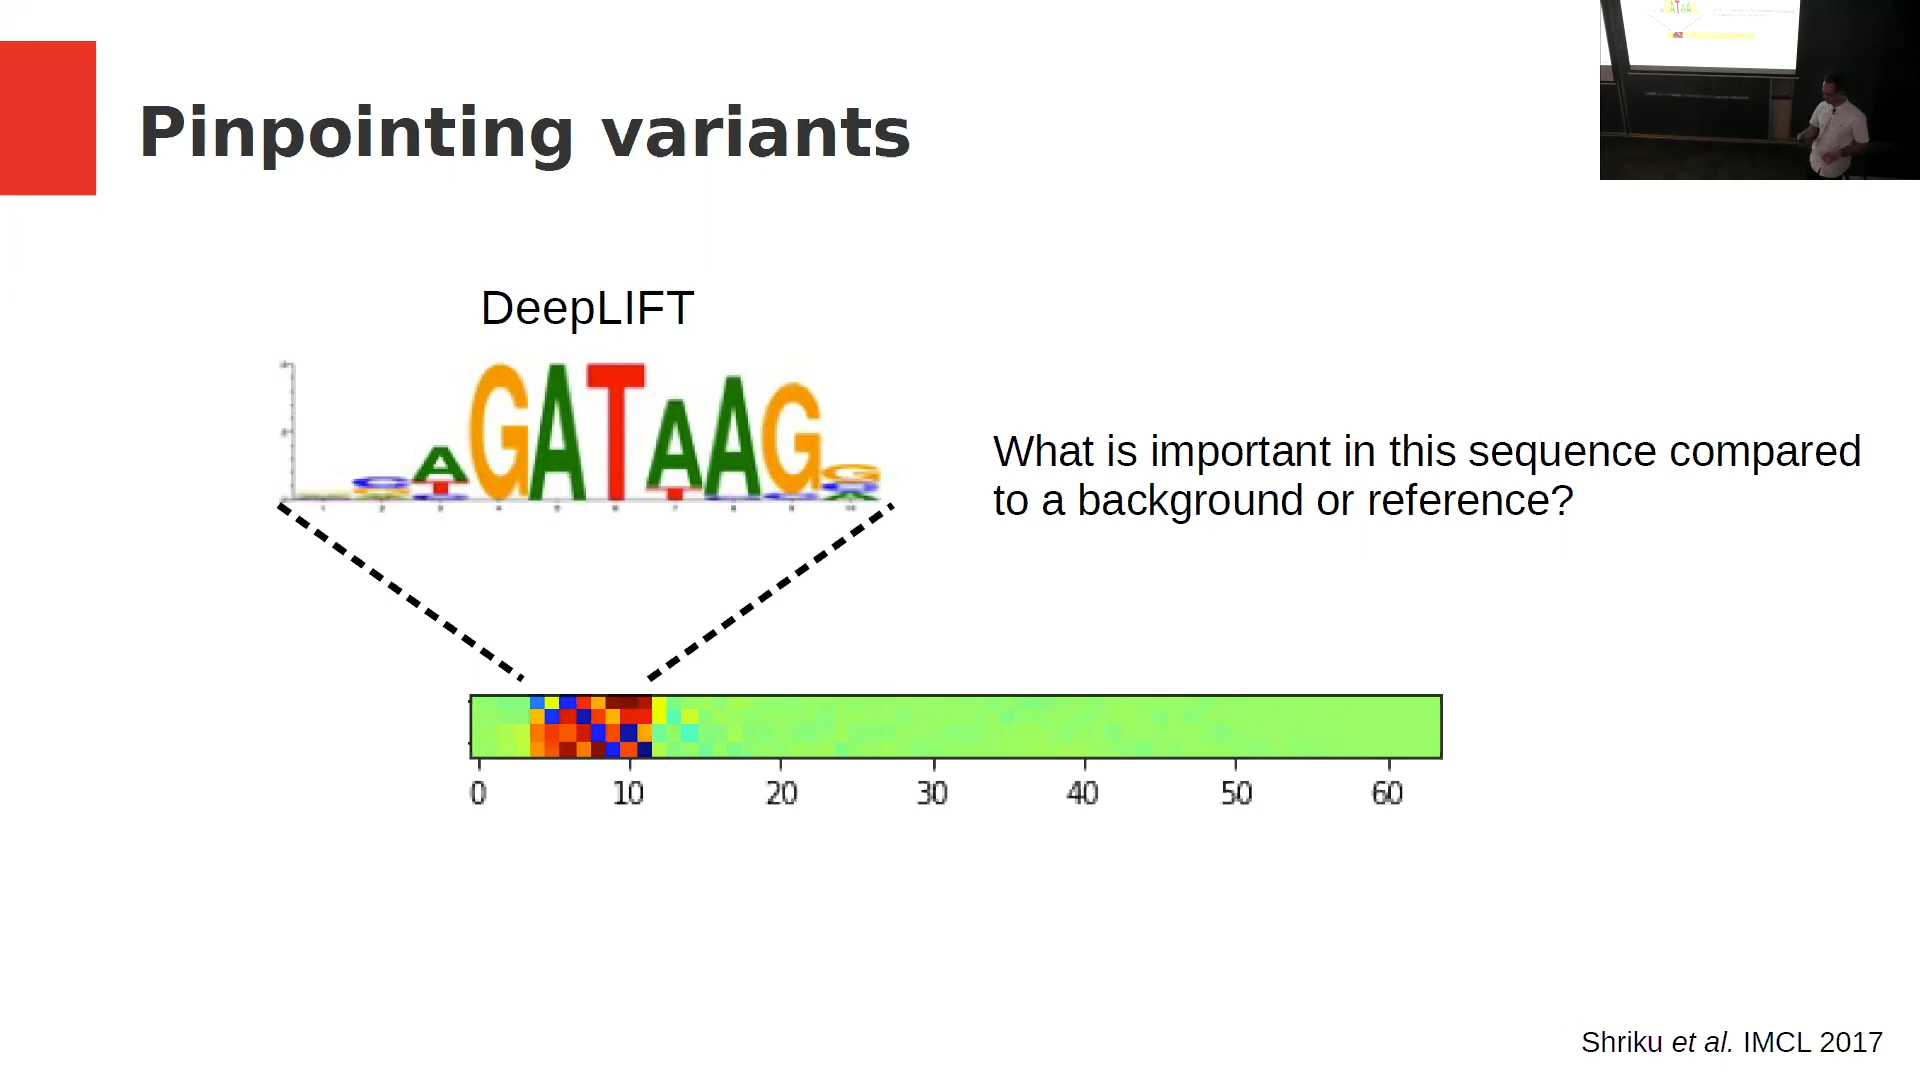 Pinpointing variants
DeepLIFT
AGATAAG
What is important in this sequence compared
to a background or reference?
0 10 20 30 40 50 60
Shriku et al. IMCL 2017